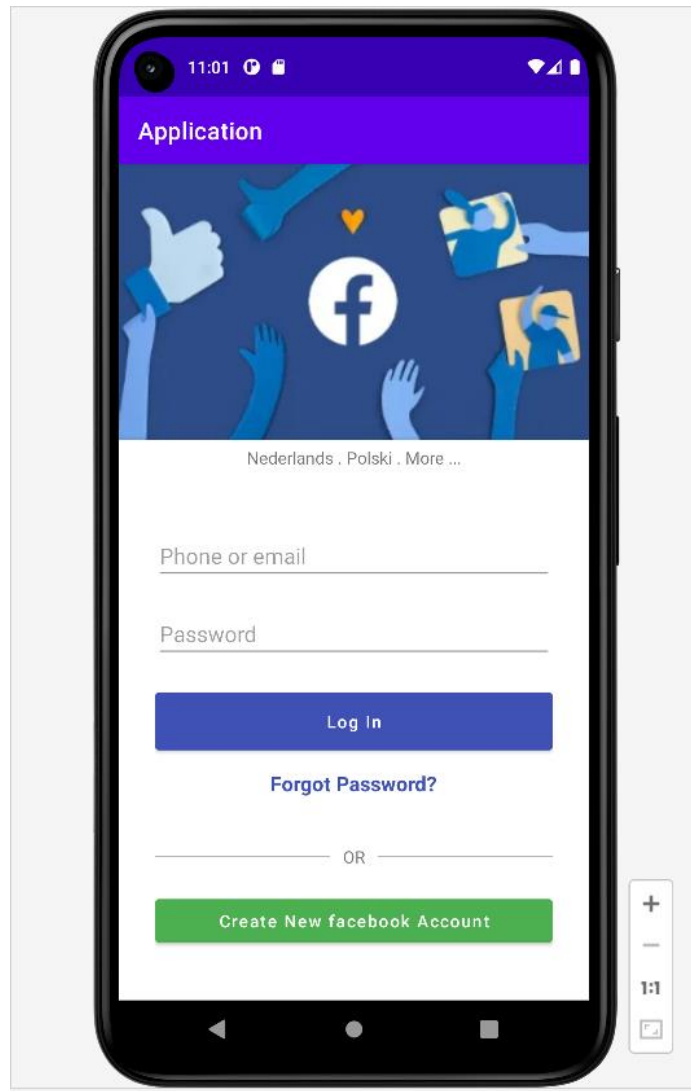 11:01
Application
f
Nederlands . Polski . More ...
Phone or email
Password
Log In
Forgot Password?
OR
Create New facebook Account
1:1